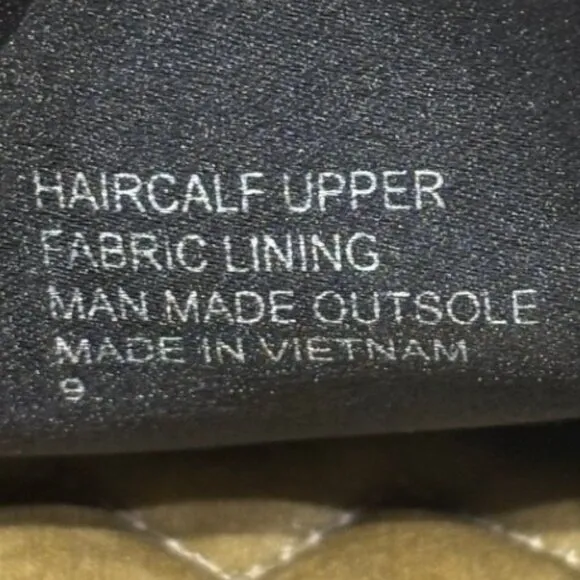 HAIRCALF UPPER
FABRIC LINING
MAN MADE OUTSOLE
MADE IN VIETNAM
9